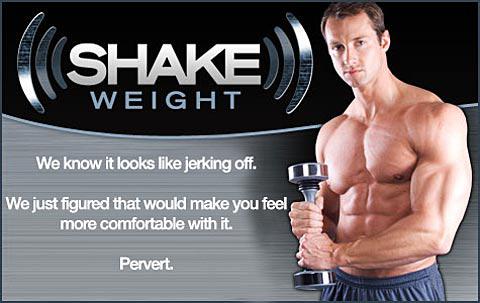 SHAKE
WEIGHT
We know it looks like jerking off.
We just figured that would make you feel
more comfortable with it.
Pervert.